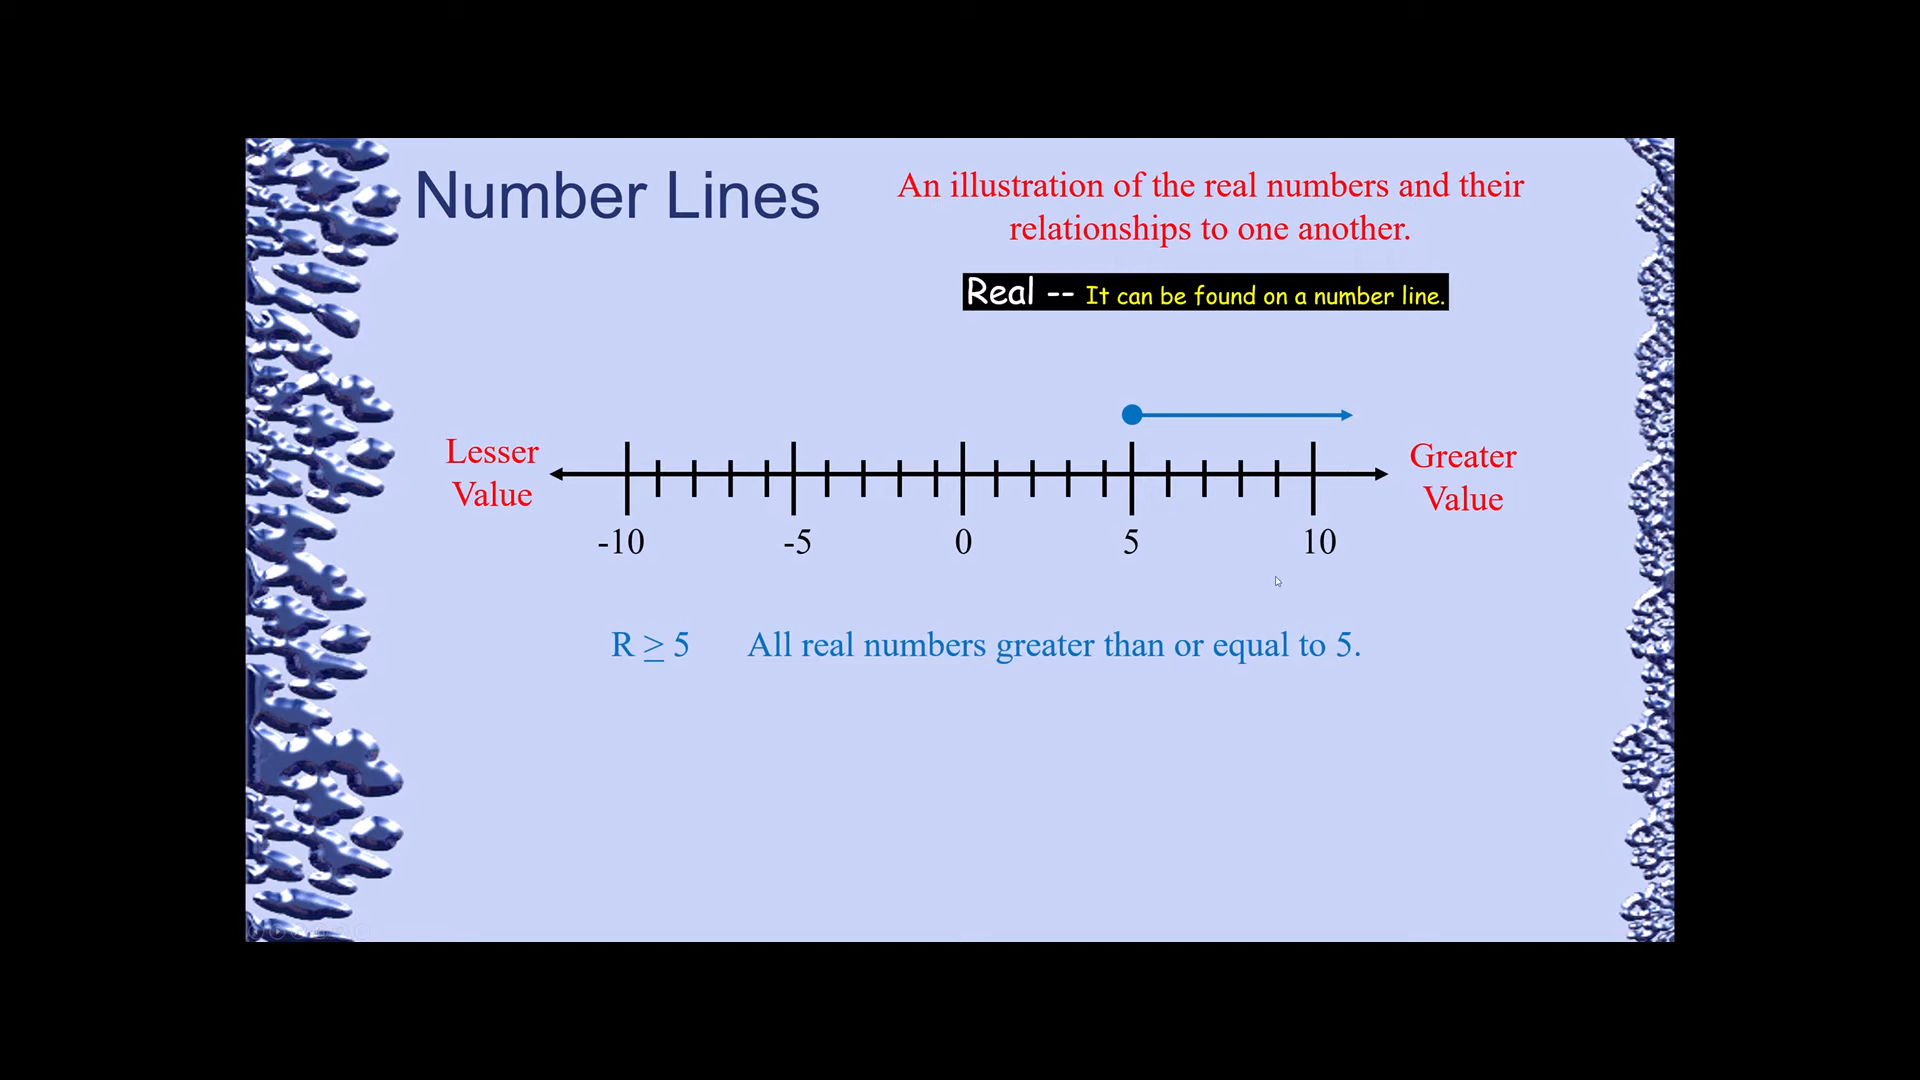 Number Lines
An illustration of the real numbers and their
relationships to one another.
Real -- It can be found on a number line.
Lesser
Value
Greater
Value
-10 -5 0 5 10
R ≥ 5 All real numbers greater than or equal to 5.